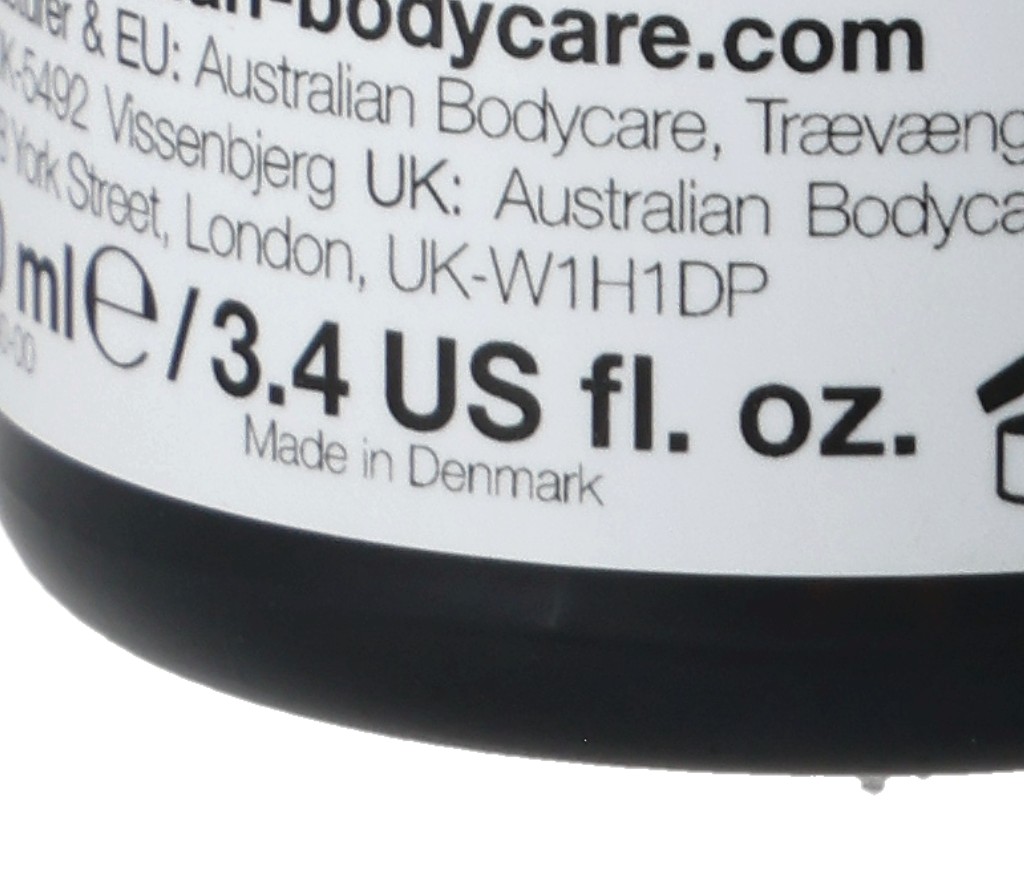 -bodycare.com
& EU: Australian Bodycare, Trævæng
-5492 Vissenbjerg UK: Australian Bodyca
York Street, London, UK-W1H1DP
ml℮/3.4 US fl. oz.
Made in Denmark